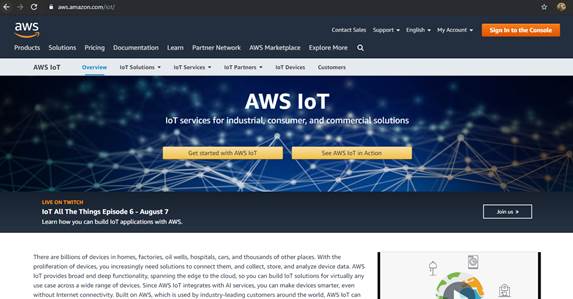 aws.amazon.com/iot/
aws
Contact Sales Support English My Account Sign In to the Console
Products Solutions Pricing Documentation Learn Partner Network AWS Marketplace Explore More
AWS IoT Overview IoT Solutions IoT Services IoT Partners IoT Devices Customers
AWS IoT
IoT services for industrial, consumer, and commercial solutions
Get started with AWS IoT See AWS IoT in Action
LIVE ON TWITCH
IoT All The Things Episode 6 - August 7
Learn how you can build IoT applications with AWS.
Join us >
There are billions of devices in homes, factories, oil wells, hospitals, cars, and thousands of other places. With the
proliferation of devices, you increasingly need solutions to connect them, and collect, store, and analyze device data. AWS
IoT provides broad and deep functionality, spanning the edge to the cloud, so you can build IoT solutions for virtually any
use case across a wide range of devices. Since AWS IoT integrates with AI services, you can make devices smarter, even
without Internet connectivity. Built on AWS, which is used by industry-leading customers around the world, AWS IoT can